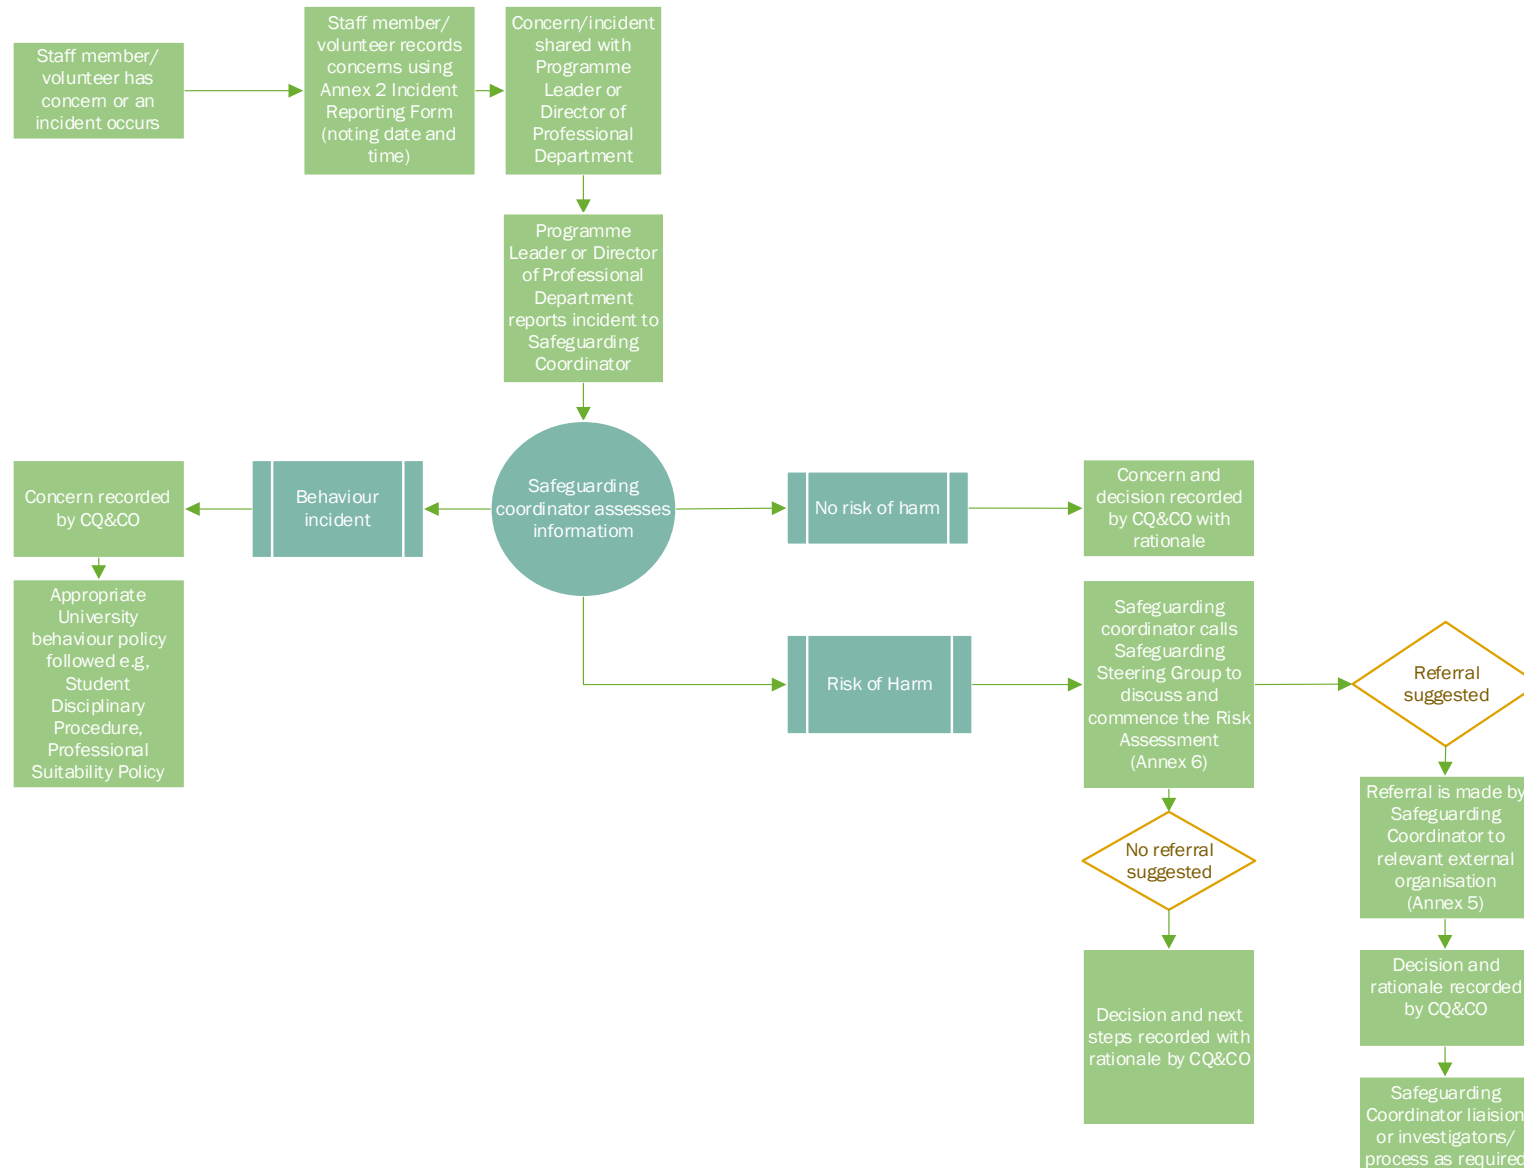 Staff member/
volunteer has
concern or an
incident occurs
Staff member/
volunteer records
concerns using
Annex 2 Incident
Reporting Form
(noting date and
time)
Concern/incident
shared with
Programme
Leader or
Director of
Professional
Department
Programme
Leader or Director
of Professional
Department
reports incident to
Safeguarding
Coordinator
Safeguarding
coordinator assesses
informatiom
Behaviour
incident
Concern recorded
by CQ&CO
Appropriate
University
behaviour policy
followed e.g,
Student
Disciplinary
Procedure,
Professional
Suitability Policy
No risk of harm
Concern and
decision recorded
by CQ&CO with
rationale
Risk of Harm
Safeguarding
coordinator calls
Safeguarding
Steering Group to
discuss and
commence the Risk
Assessment
(Annex 6)
No referral
suggested
Decision and next
steps recorded with
rationale by CQ&CO
Referral
suggested
Referral is made by
Safeguarding
Coordinator to
relevant external
organisation
(Annex 5)
Decision and
rationale recorded
by CQ&CO
Safeguarding
Coordinator liaision
or investigatons/
process as required